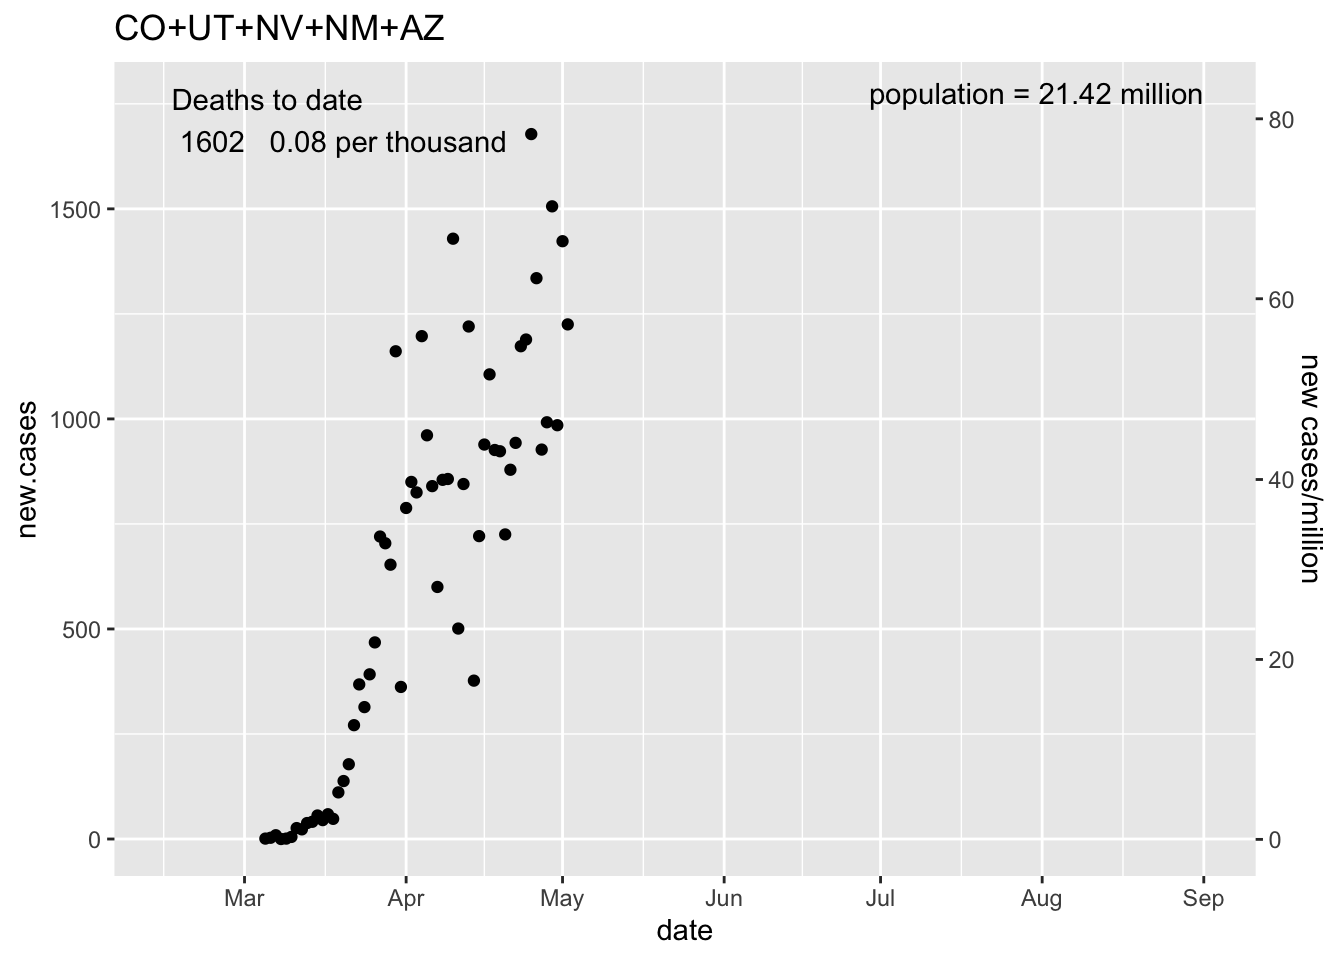 CO+UT+NV+NM+AZ
Deaths to date
population = 21.42 million
1602 0.08 per thousand
80
1500
60
1000
new.cases
new cases/million
40
500
20
0
0
Mar Apr May Jun Jul Aug Sep
date